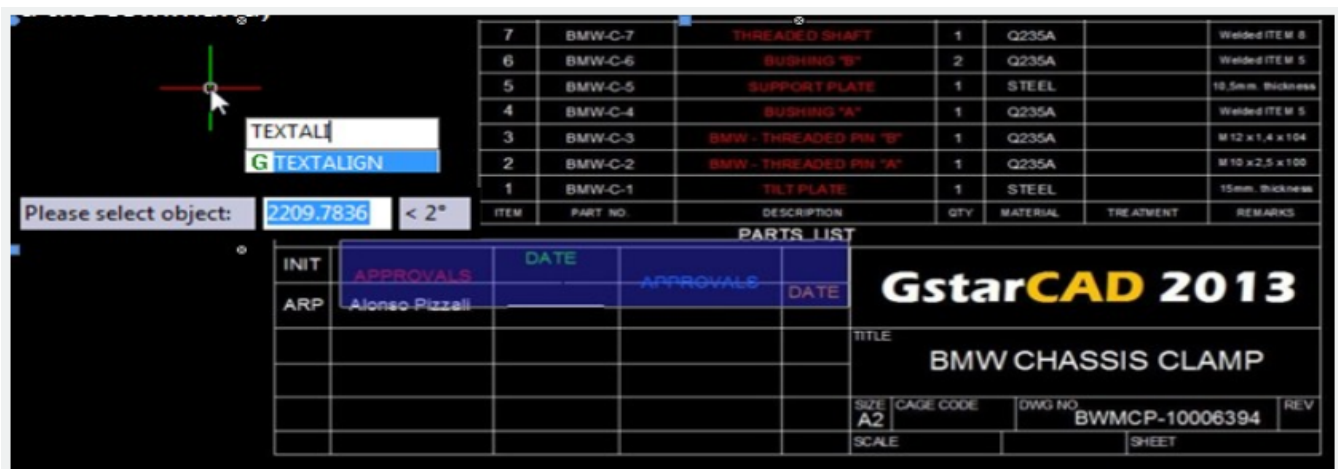 7 BMW-C-7 THREADED SHAFT 1 Q235A Welded ITEM 8
6 BMW-C-6 BUSHING "B" 2 Q235A Welded ITEM 5
5 BMW-C-5 SUPPORT PLATE 1 STEEL 10,5mm. thickness
4 BMW-C-4 BUSHING "A" 1 Q235A Welded ITEM 5
3 BMW-C-3 BMW - THREADED PIN "B" 1 Q235A M12 x 1,4 x 104
2 BMW-C-2 BMW - THREADED PIN "A" 1 Q235A M10 x 2,5 x 100
1 BMW-C-1 TILT PLATE 1 STEEL 15mm. thickness
ITEM PART NO. DESCRIPTION QTY MATERIAL TREATMENT REMARKS
PARTS LIST
TEXTALI
G TEXTALIGN
Please select object: 2209.7836 < 2°
INIT APPROVALS DATE APPROVALS DATE
ARP Alonso Pizzali
GstarCAD 2013
TITLE
BMW CHASSIS CLAMP
SIZE CAGE CODE DWG NO REV
A2 BWMCP-10006394
SCALE SHEET